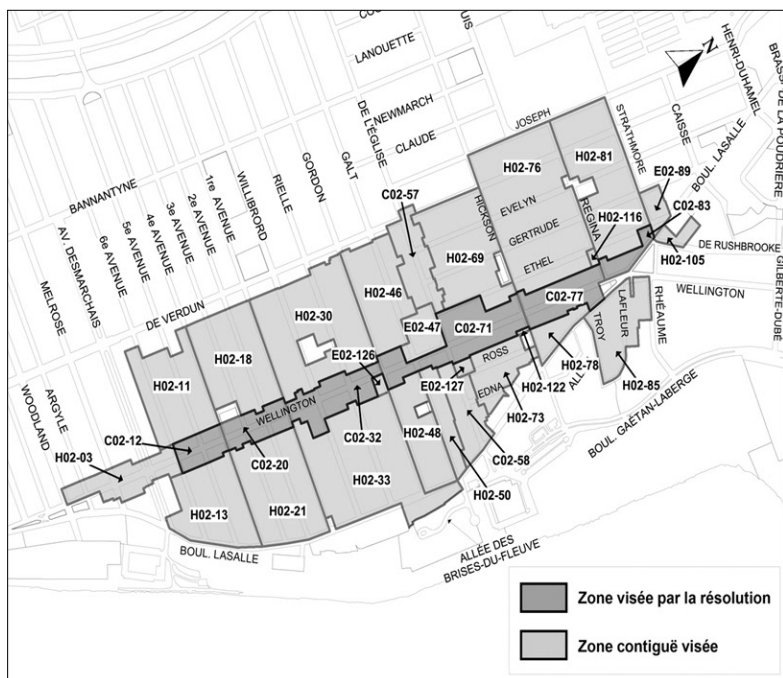 COU
LOUIS
LANOUETTE
DE L'ÉGLISE
NEWMARCH
CLAUDE
JOSEPH
N
HENRI-DUHAMEL
BRASS. DE LA POUDRIÈRE
CAISSE
BOUL. LASALLE
STRATHMORE
BANNANTYNE
GALT
GORDON
RIELLE
WILLIBRORD
1re AVENUE
2e AVENUE
3e AVENUE
4e AVENUE
5e AVENUE
6e AVENUE
AV. DESMARCHAIS
MELROSE
ARGYLE
WOODLAND
DE VERDUN
C02-57
H02-76
H02-81
E02-89
C02-83
HICKSON
EVELYN
GERTRUDE
ETHEL
REGINA
H02-116
DE RUSHBROOKE
H02-105
H02-69
H02-46
H02-30
E02-47
C02-71
C02-77
WELLINGTON
GILBERTE-DUBÉ
RHÉAUME
LAFLEUR
TROY
H02-18
H02-11
E02-126
WELLINGTON
E02-127
ROSS
EDNA
H02-122
H02-78
ALL
H02-85
H02-73
BOUL. GAÉTAN-LABERGE
C02-12
H02-03
C02-20
C02-32
H02-48
C02-58
H02-50
H02-33
H02-13
H02-21
BOUL. LASALLE
ALLÉE DES
BRISES-DU-FLEUVE
Zone visée par la résolution
Zone contiguë visée